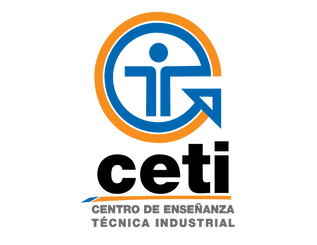 ceti
CENTRO DE ENSEÑANZA
TÉCNICA INDUSTRIAL